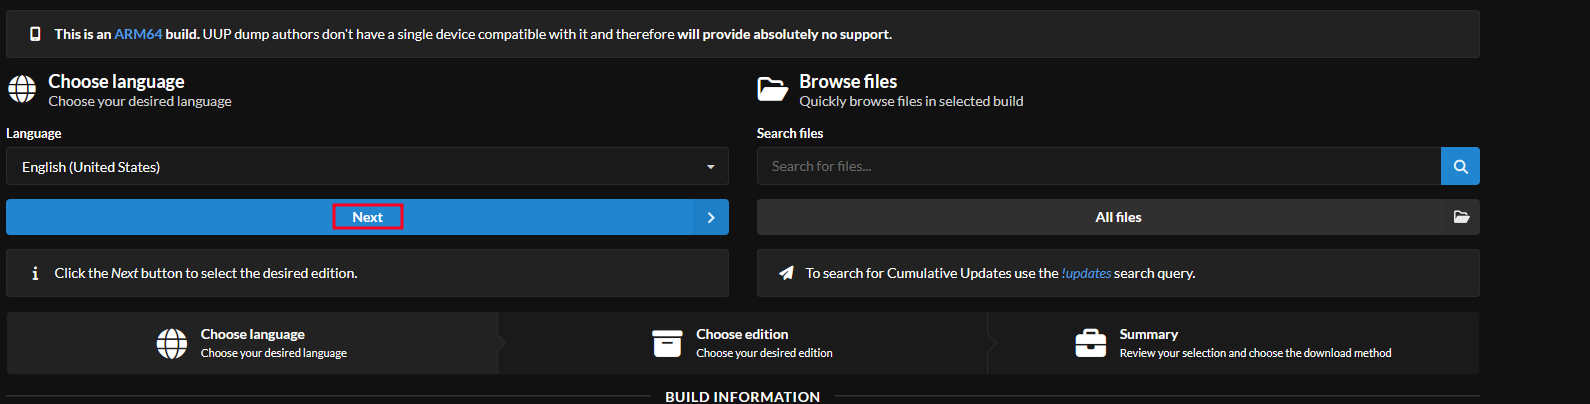 This is an ARM64 build. UUP dump authors don't have a single device compatible with it and therefore will provide absolutely no support.
Choose language
Choose your desired language
Language
English (United States)
Next
Click the Next button to select the desired edition.
Browse files
Quickly browse files in selected build
Search files
Search for files...
All files
To search for Cumulative Updates use the !updates search query.
Choose language
Choose your desired language
Choose edition
Choose your desired edition
Summary
Review your selection and choose the download method
BUILD INFORMATION